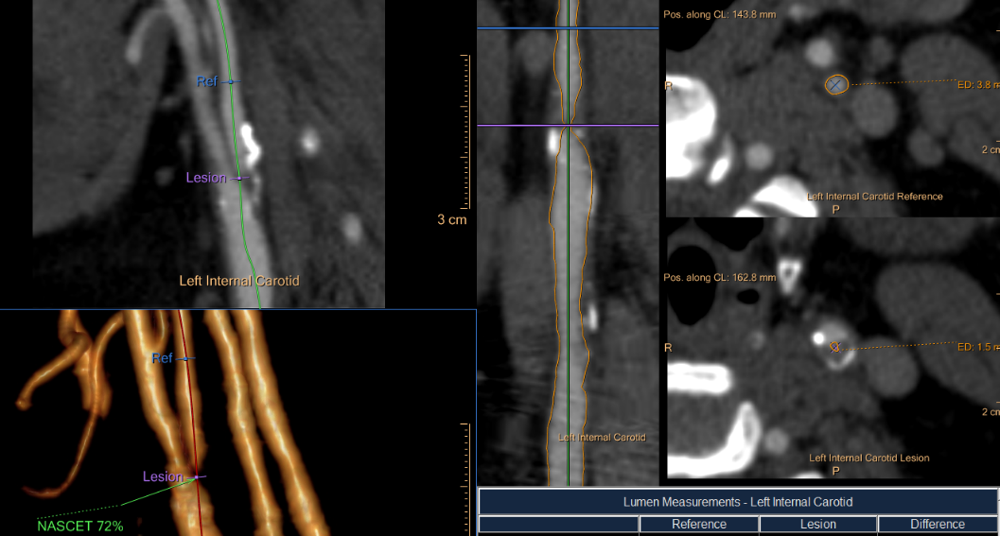 Ref
Lesion
Left Internal Carotid
3 cm
Ref
Lesion
NASCET 72%
Left Internal Carotid
Pos. along CL: 143.8 mm
R
ED: 3.8
2 cm
Left Internal Carotid Reference
P
Pos. along CL: 162.8 mm
R
ED: 1.5
2 cm
Left Internal Carotid Lesion
P
Lumen Measurements - Left Internal Carotid
Reference Lesion Difference